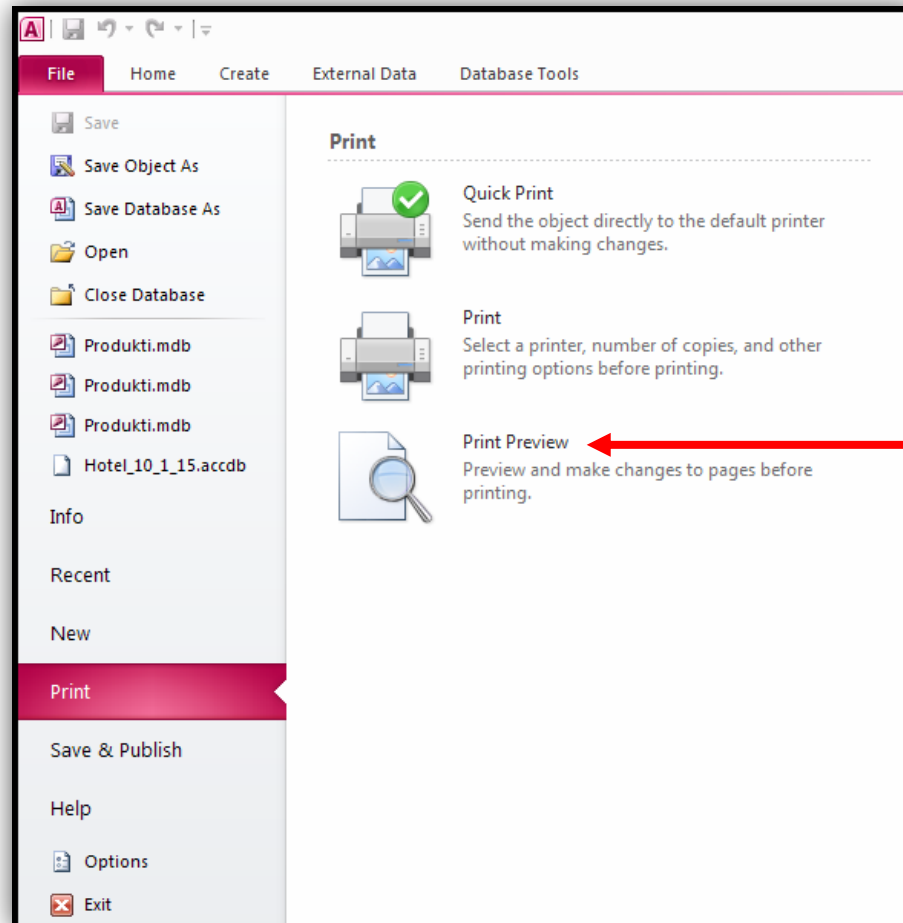 A
File Home Create External Data Database Tools
Save
Save Object As
Save Database As
Open
Close Database
Produkti.mdb
Produkti.mdb
Produkti.mdb
Hotel_10_1_15.accdb
Info
Recent
New
Print
Save & Publish
Help
Options
Exit
Print
Quick Print
Send the object directly to the default printer
without making changes.
Print
Select a printer, number of copies, and other
printing options before printing.
Print Preview
Preview and make changes to pages before
printing.